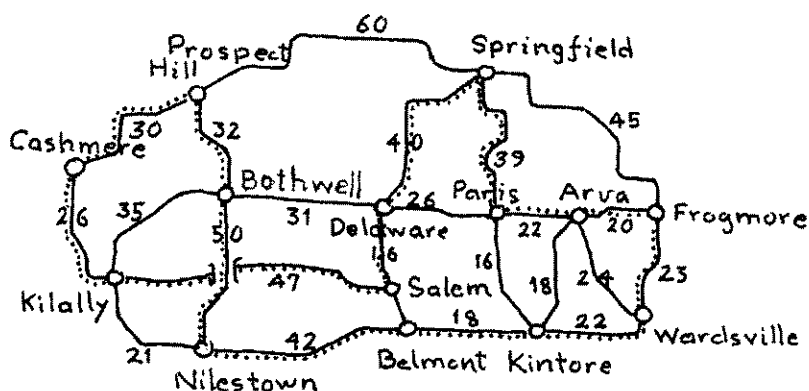 60
Prospect Hill
Springfield
30
32
40
45
Cashmere
39
Bothwell
26
35
31
Delaware
26
Paris
22
Arva
20
Frogmore
50
16
16
18
24
23
Kilally
47
Salem
21
42
18
22
Wardsville
Nilestown
Belmont
Kintore